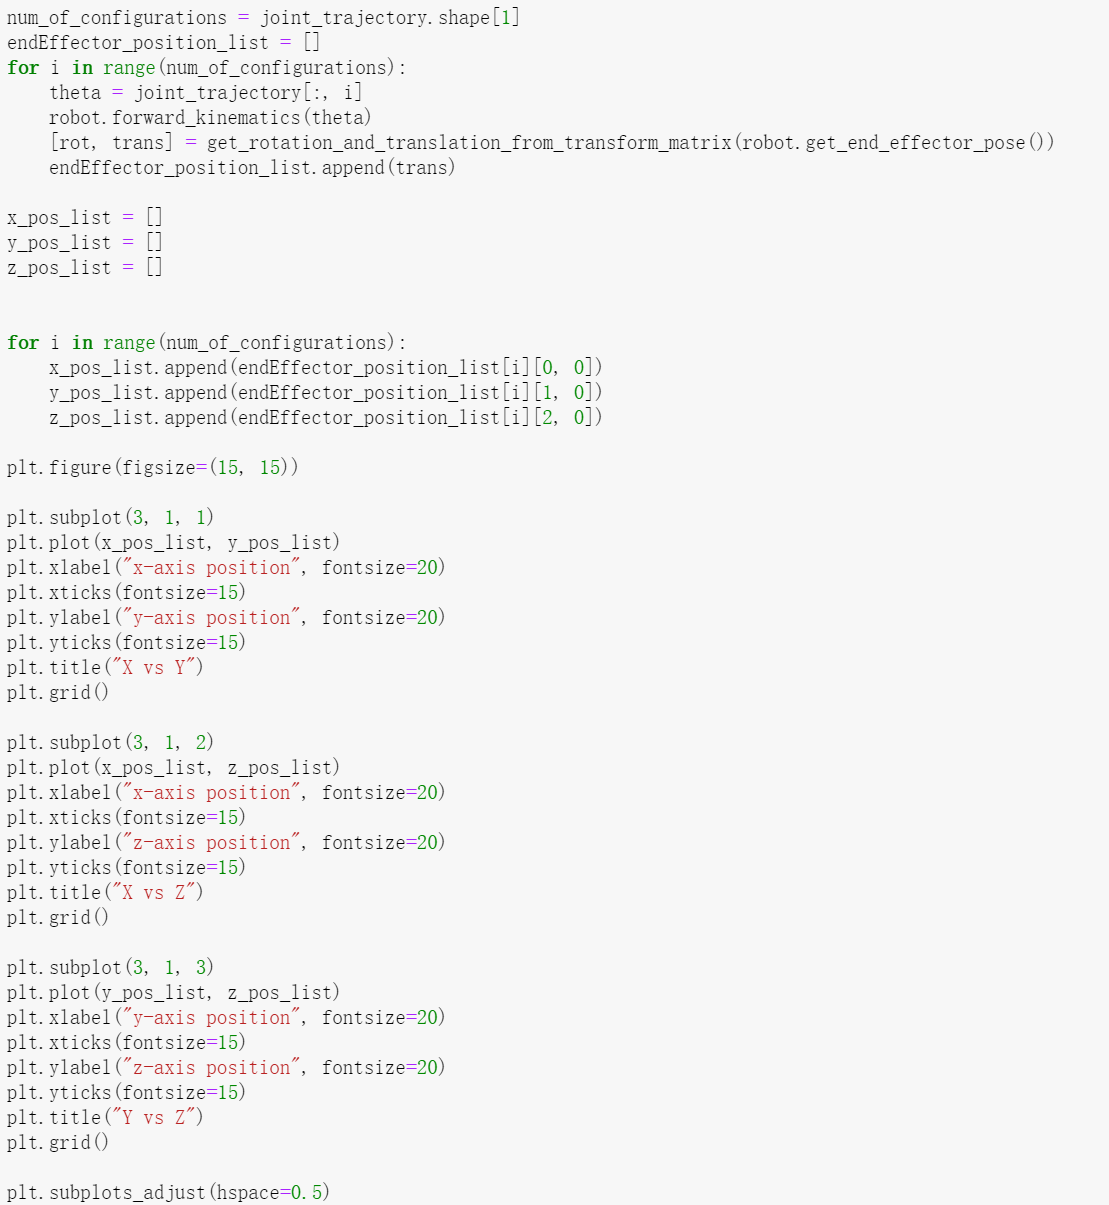 num_of_configurations = joint_trajectory.shape[1]
endEffector_position_list = []
for i in range(num_of_configurations):
    theta = joint_trajectory[:, i]
    robot.forward_kinematics(theta)
    [rot, trans] = get_rotation_and_translation_from_transform_matrix(robot.get_end_effector_pose())
    endEffector_position_list.append(trans)

x_pos_list = []
y_pos_list = []
z_pos_list = []


for i in range(num_of_configurations):
    x_pos_list.append(endEffector_position_list[i][0, 0])
    y_pos_list.append(endEffector_position_list[i][1, 0])
    z_pos_list.append(endEffector_position_list[i][2, 0])

plt.figure(figsize=(15, 15))

plt.subplot(3, 1, 1)
plt.plot(x_pos_list, y_pos_list)
plt.xlabel("x-axis position", fontsize=20)
plt.xticks(fontsize=15)
plt.ylabel("y-axis position", fontsize=20)
plt.yticks(fontsize=15)
plt.title("X vs Y")
plt.grid()

plt.subplot(3, 1, 2)
plt.plot(x_pos_list, z_pos_list)
plt.xlabel("x-axis position", fontsize=20)
plt.xticks(fontsize=15)
plt.ylabel("z-axis position", fontsize=20)
plt.yticks(fontsize=15)
plt.title("X vs Z")
plt.grid()

plt.subplot(3, 1, 3)
plt.plot(y_pos_list, z_pos_list)
plt.xlabel("y-axis position", fontsize=20)
plt.xticks(fontsize=15)
plt.ylabel("z-axis position", fontsize=20)
plt.yticks(fontsize=15)
plt.title("Y vs Z")
plt.grid()

plt.subplots_adjust(hspace=0.5)